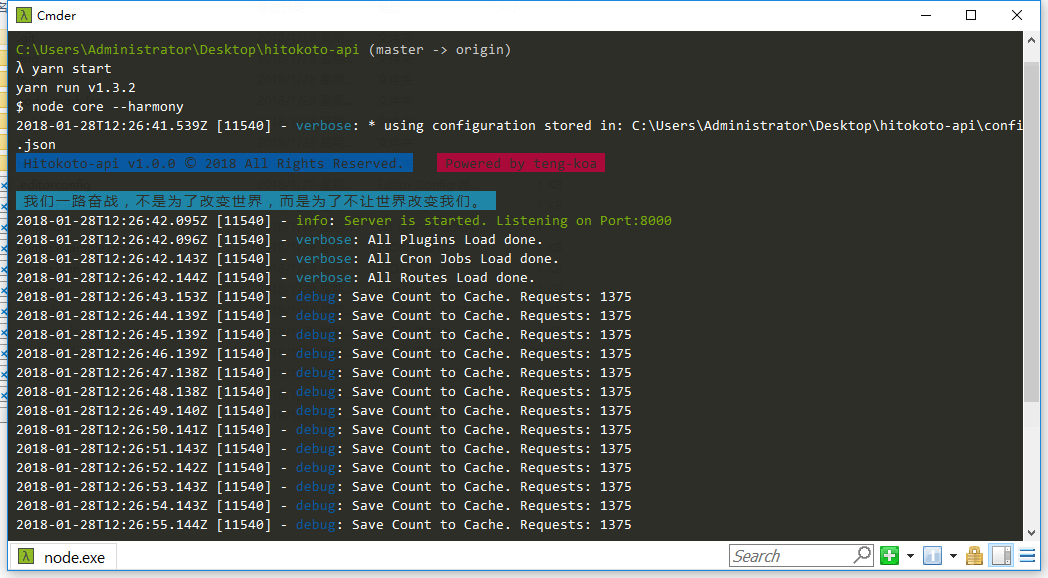 Cmder
C:\Users\Administrator\Desktop\hitokoto-api (master -> origin)
λ yarn start
yarn run v1.3.2
$ node core --harmony
2018-01-28T12:26:41.539Z [11540] - verbose: * using configuration stored in: C:\Users\Administrator\Desktop\hitokoto-api\confi
.json
Hitokoto-api v1.0.0 © 2018 All Rights Reserved. Powered by teng-koa
我们一路奋战，不是为了改变世界，而是为了不让世界改变我们。
2018-01-28T12:26:42.095Z [11540] - info: Server is started. Listening on Port:8000
2018-01-28T12:26:42.096Z [11540] - verbose: All Plugins Load done.
2018-01-28T12:26:42.143Z [11540] - verbose: All Cron Jobs Load done.
2018-01-28T12:26:42.144Z [11540] - verbose: All Routes Load done.
2018-01-28T12:26:43.153Z [11540] - debug: Save Count to Cache. Requests: 1375
2018-01-28T12:26:44.139Z [11540] - debug: Save Count to Cache. Requests: 1375
2018-01-28T12:26:45.139Z [11540] - debug: Save Count to Cache. Requests: 1375
2018-01-28T12:26:46.139Z [11540] - debug: Save Count to Cache. Requests: 1375
2018-01-28T12:26:47.138Z [11540] - debug: Save Count to Cache. Requests: 1375
2018-01-28T12:26:48.138Z [11540] - debug: Save Count to Cache. Requests: 1375
2018-01-28T12:26:49.140Z [11540] - debug: Save Count to Cache. Requests: 1375
2018-01-28T12:26:50.141Z [11540] - debug: Save Count to Cache. Requests: 1375
2018-01-28T12:26:51.143Z [11540] - debug: Save Count to Cache. Requests: 1375
2018-01-28T12:26:52.142Z [11540] - debug: Save Count to Cache. Requests: 1375
2018-01-28T12:26:53.143Z [11540] - debug: Save Count to Cache. Requests: 1375
2018-01-28T12:26:54.143Z [11540] - debug: Save Count to Cache. Requests: 1375
2018-01-28T12:26:55.144Z [11540] - debug: Save Count to Cache. Requests: 1375
node.exe Search